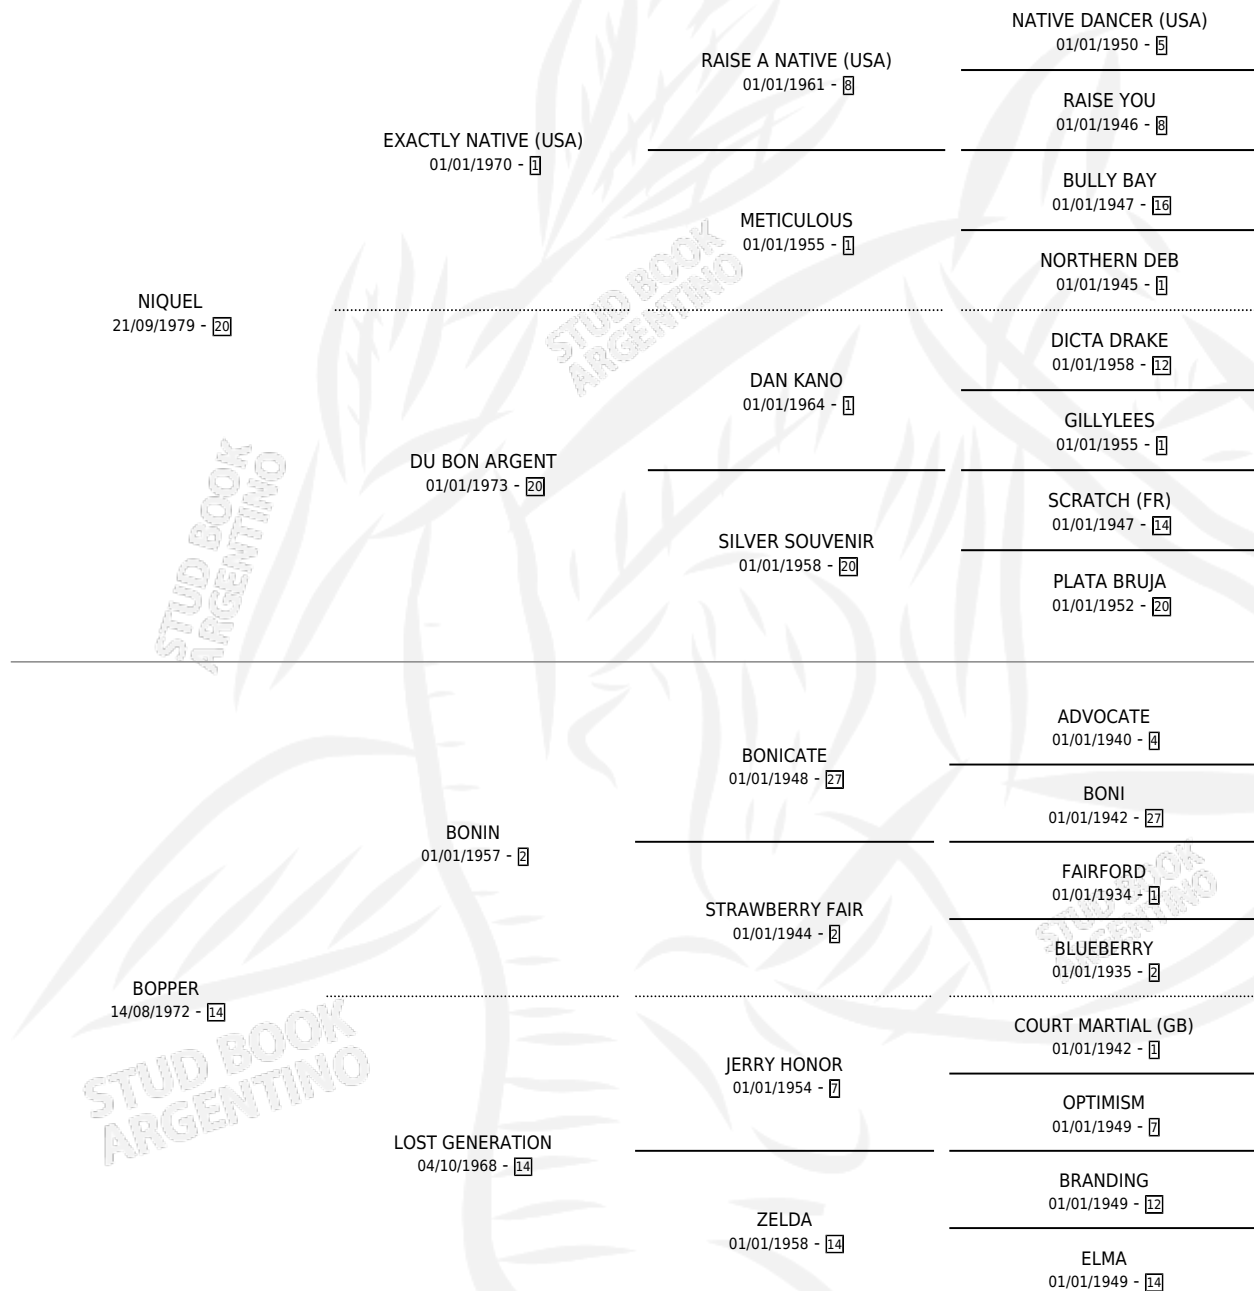 NATIVE DANCER (USA)
01/01/1950 - 5
RAISE A NATIVE (USA)
01/01/1961 - 8
RAISE YOU
01/01/1946 - 8
EXACTLY NATIVE (USA)
01/01/1970 - 1
BULLY BAY
01/01/1947 - 16
METICULOUS
01/01/1955 - 1
NORTHERN DEB
01/01/1945 - 1
NIQUEL
21/09/1979 - 20
DICTA DRAKE
01/01/1958 - 12
DAN KANO
01/01/1964 - 1
GILLYLEES
01/01/1955 - 1
DU BON ARGENT
01/01/1973 - 20
SCRATCH (FR)
01/01/1947 - 14
SILVER SOUVENIR
01/01/1958 - 20
PLATA BRUJA
01/01/1952 - 20
STUD BOOK
ARGENTINO
STUD BOOK
ARGENTINO
ADVOCATE
01/01/1940 - 4
BONICATE
01/01/1948 - 27
BONI
01/01/1942 - 27
BONIN
01/01/1957 - 2
FAIRFORD
01/01/1934 - 1
STRAWBERRY FAIR
01/01/1944 - 2
BLUEBERRY
01/01/1935 - 2
BOPPER
14/08/1972 - 14
COURT MARTIAL (GB)
01/01/1942 - 1
JERRY HONOR
01/01/1954 - 7
OPTIMISM
01/01/1949 - 7
LOST GENERATION
04/10/1968 - 14
BRANDING
01/01/1949 - 12
ZELDA
01/01/1958 - 14
ELMA
01/01/1949 - 14
STUD BOOK
ARGENTINO
STUD BOOK
ARGENTINO